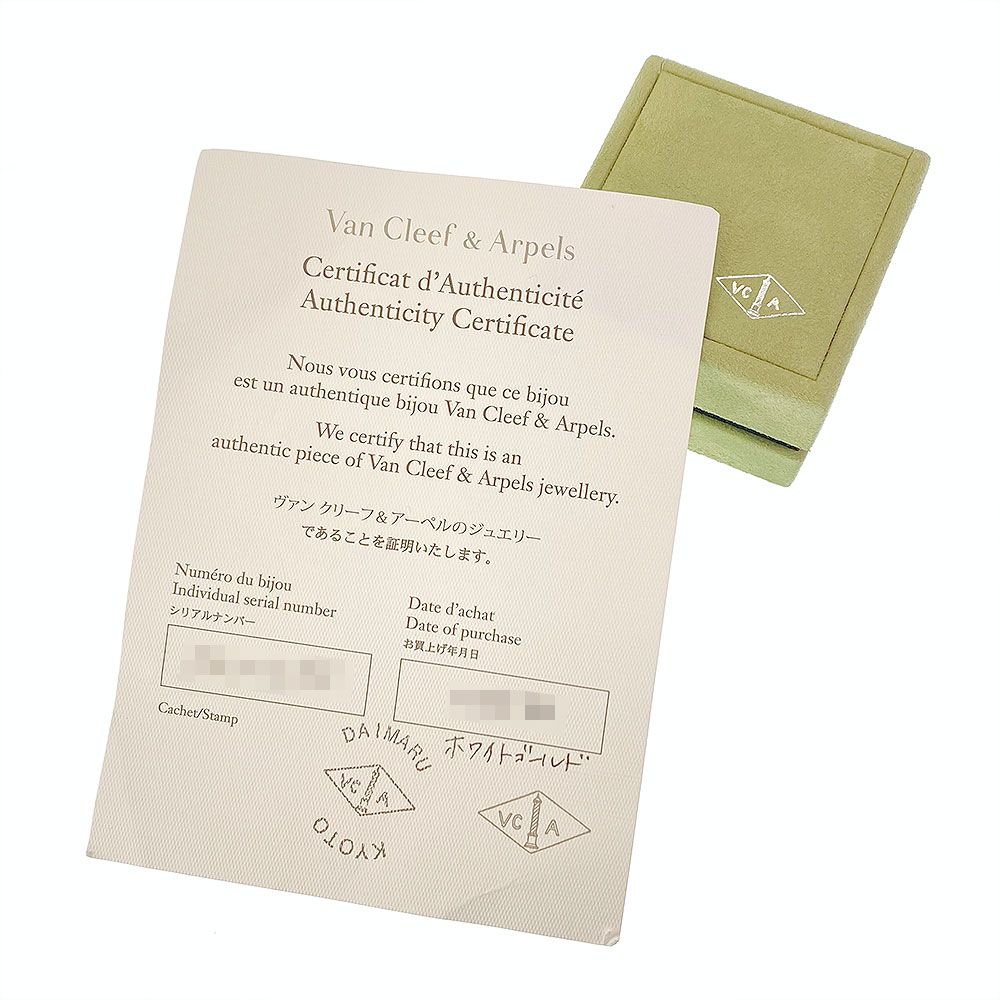 Van Cleef & Arpels
Certificat d'Authenticité
Authenticity Certificate
Nous vous certifions que ce bijou
est un authentique bijou Van Cleef & Arpels.
We certify that this is an
authentic piece of Van Cleef & Arpels jewellery.
ヴァン クリーフ&アーペルのジュエリー
であることを証明いたします。
Numéro du bijou
Individual serial number
シリアルナンバー
Date d'achat
Date of purchase
お買上げ年月日
Cachet/Stamp
DAIMARU
VC A
KYOTO
ホワイトゴールド
VC A
VC A